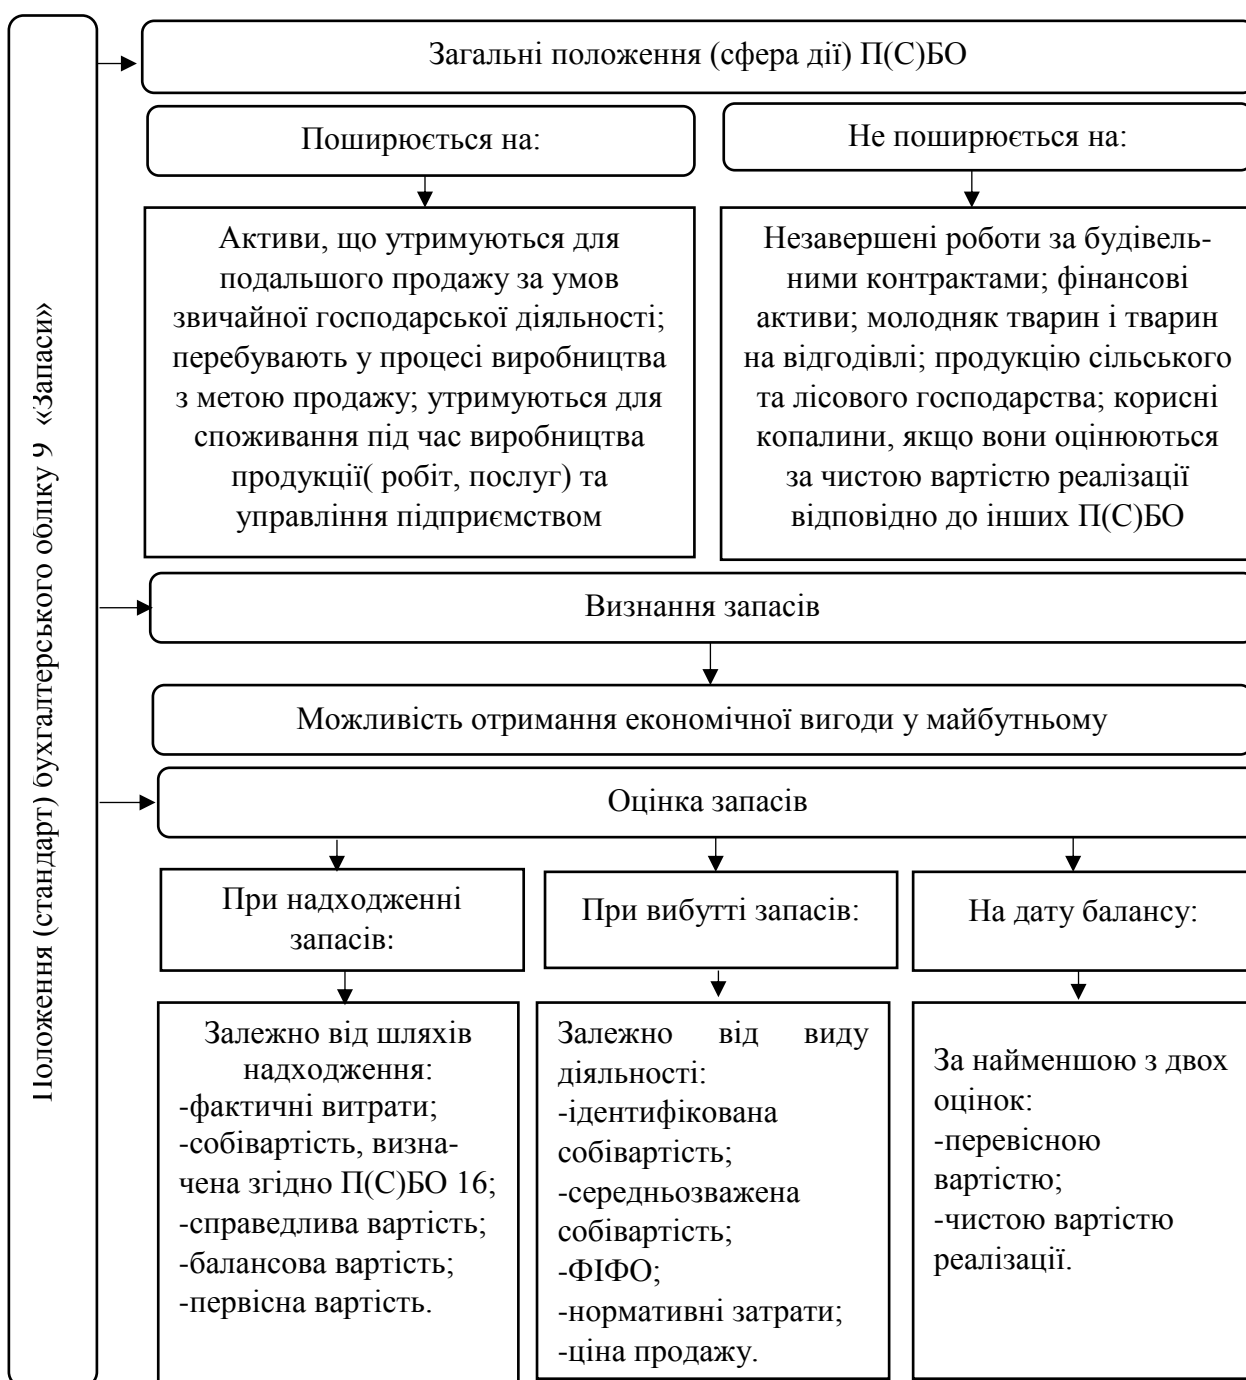 Положення (стандарт) бухгалтерського обліку 9 «Запаси»
Загальні положення (сфера дії) П(С)БО
Поширюється на:
Не поширюється на:
Активи, що утримуються для
подальшого продажу за умов
звичайної господарської діяльності;
перебувають у процесі виробництва
з метою продажу; утримуються для
споживання під час виробництва
продукції( робіт, послуг) та
управління підприємством
Незавершені роботи за будівель-
ними контрактами; фінансові
активи; молодняк тварин і тварин
на відгодівлі; продукцію сільського
та лісового господарства; корисні
копалини, якщо вони оцінюються
за чистою вартістю реалізації
відповідно до інших П(С)БО
Визнання запасів
Можливість отримання економічної вигоди у майбутньому
Оцінка запасів
При надходженні
запасів:
При вибутті запасів:
На дату балансу:
Залежно від шляхів
надходження:
-фактичні витрати;
-собівартість, визна-
чена згідно П(С)БО 16;
-справедлива вартість;
-балансова вартість;
-первісна вартість.
Залежно від виду
діяльності:
-ідентифікована
собівартість;
-середньозважена
собівартість;
-ФІФО;
-нормативні затрати;
-ціна продажу.
За найменшою з двох
оцінок:
-перевісною
вартістю;
-чистою вартістю
реалізації.